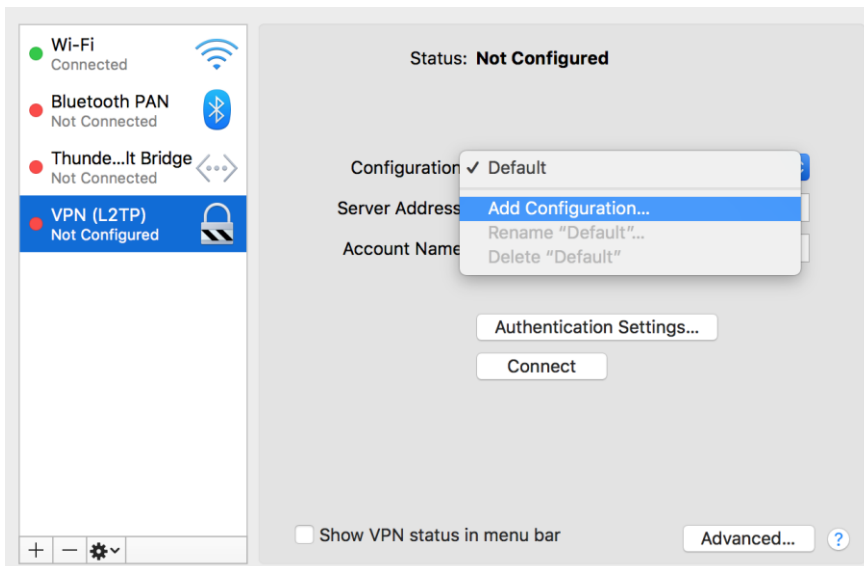 Wi-Fi
Connected
Bluetooth PAN
Not Connected
Thunde...lt Bridge
Not Connected
VPN (L2TP)
Not Configured
Status: Not Configured
Configuration ✓ Default
Server Address
Add Configuration...
Rename “Default”...
Account Name
Delete “Default”
Authentication Settings...
Connect
Show VPN status in menu bar
Advanced... ?